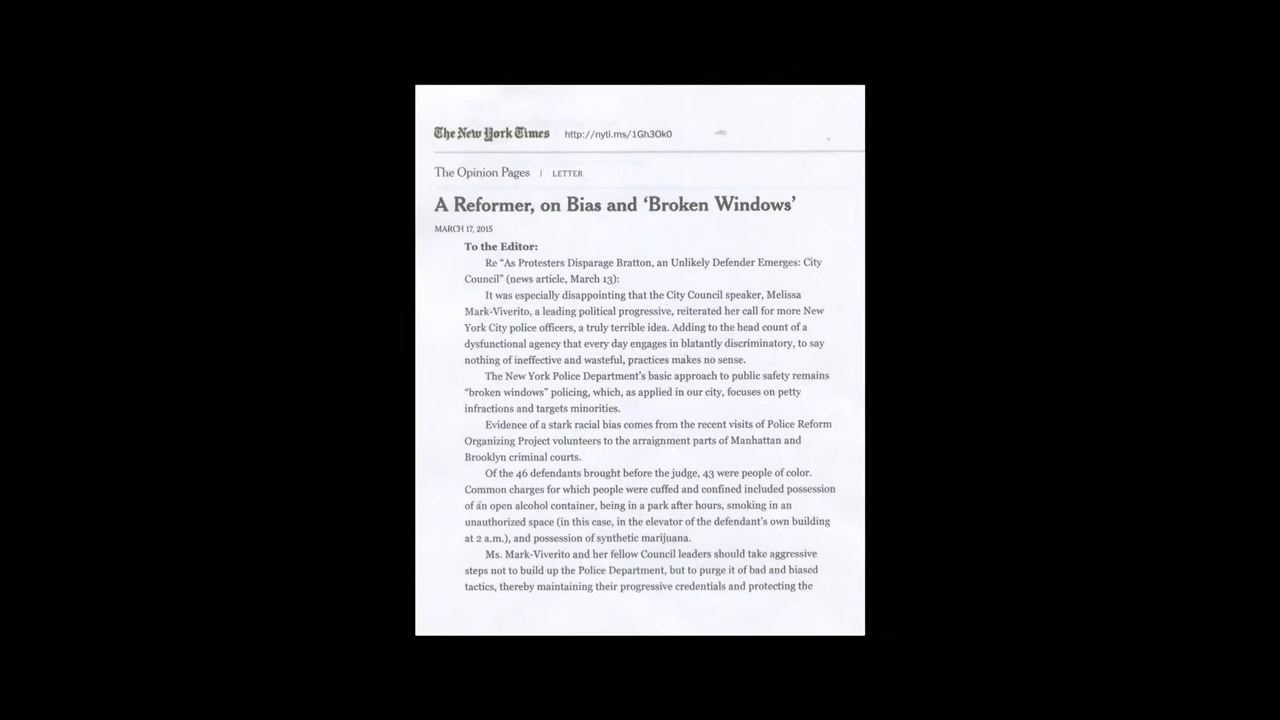 The New York Times http://nyti.ms/1Gh3Ok0
The Opinion Pages | LETTER
A Reformer, on Bias and ‘Broken Windows’
MARCH 17, 2015
To the Editor:
Re “As Protesters Disparage Bratton, an Unlikely Defender Emerges: City
Council” (news article, March 13):
It was especially disappointing that the City Council speaker, Melissa
Mark-Viverito, a leading political progressive, reiterated her call for more New
York City police officers, a truly terrible idea. Adding to the head count of a
dysfunctional agency that every day engages in blatantly discriminatory, to say
nothing of ineffective and wasteful, practices makes no sense.
The New York Police Department’s basic approach to public safety remains
“broken windows” policing, which, as applied in our city, focuses on petty
infractions and targets minorities.
Evidence of a stark racial bias comes from the recent visits of Police Reform
Organizing Project volunteers to the arraignment parts of Manhattan and
Brooklyn criminal courts.
Of the 46 defendants brought before the judge, 43 were people of color.
Common charges for which people were cuffed and confined included possession
of an open alcohol container, being in a park after hours, smoking in an
unauthorized space (in this case, in the elevator of the defendant’s own building
at 2 a.m.), and possession of synthetic marijuana.
Ms. Mark-Viverito and her fellow Council leaders should take aggressive
steps not to build up the Police Department, but to purge it of bad and biased
tactics, thereby maintaining their progressive credentials and protecting the